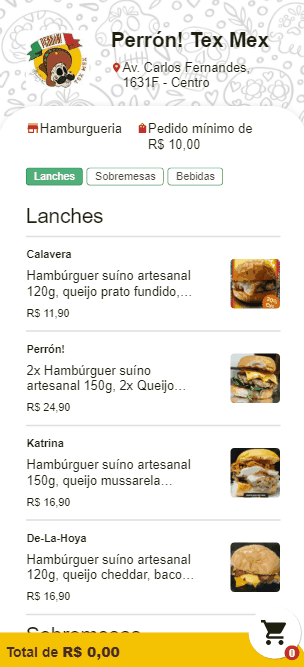 PERRÓN!
TEX MEX
Perrón! Tex Mex
Av. Carlos Fernandes,
1631F - Centro
Hamburgueria
Pedido mínimo de
R$ 10,00
Lanches
Sobremesas
Bebidas
Lanches
Calavera
Hambúrguer suíno artesanal
120g, queijo prato fundido,…
R$ 11,90
Perrón!
2x Hambúrguer suíno
artesanal 150g, 2x Queijo…
R$ 24,90
Katrina
Hambúrguer suíno artesanal
150g, queijo mussarela…
R$ 16,90
De-La-Hoya
Hambúrguer suíno artesanal
120g, queijo cheddar, baco…
R$ 16,90
Sobremesas
Total de R$ 0,00
0